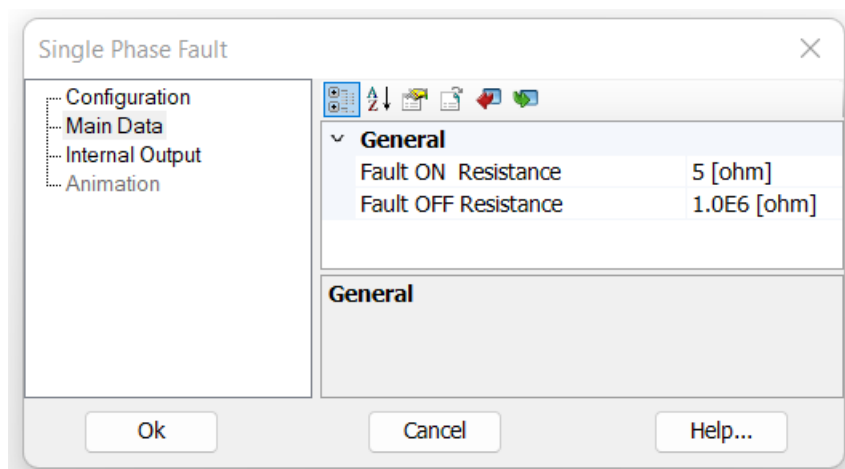 Single Phase Fault
Configuration
Main Data
Internal Output
Animation
General
Fault ON  Resistance 5 [ohm]
Fault OFF Resistance 1.0E6 [ohm]
General
Ok Cancel Help...